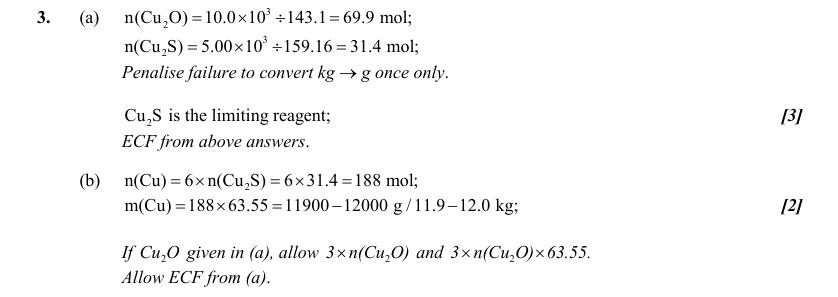 3. (a) n(Cu₂O) = 10.0×10³ ÷143.1 = 69.9 mol;
n(Cu₂S) = 5.00×10³ ÷159.16 = 31.4 mol;
Penalise failure to convert kg → g once only.
Cu₂S is the limiting reagent; [3]
ECF from above answers.
(b) n(Cu) = 6×n(Cu₂S) = 6×31.4 = 188 mol;
m(Cu) = 188×63.55 = 11900−12000 g / 11.9−12.0 kg; [2]
If Cu₂O given in (a), allow 3×n(Cu₂O) and 3×n(Cu₂O)×63.55.
Allow ECF from (a).